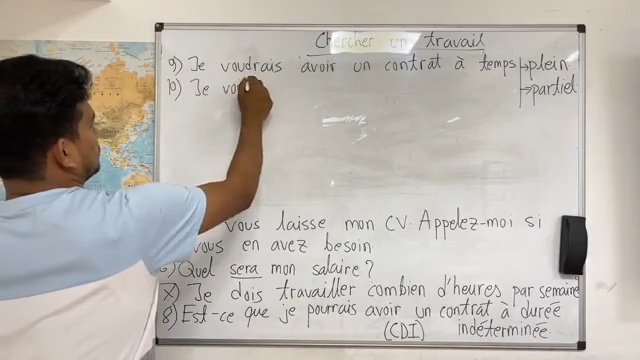 Chercher un travail
9) Je voudrais avoir un contrat à temps plein
partiel
10) Je vo
vous laisse mon CV. Appelez-moi si
vous en avez besoin.
6) Quel sera mon salaire?
X) Je dois travailler combien d'heures par semaine
8) Est-ce que je pourrais avoir un contrat à durée
indéterminée
(CDI)